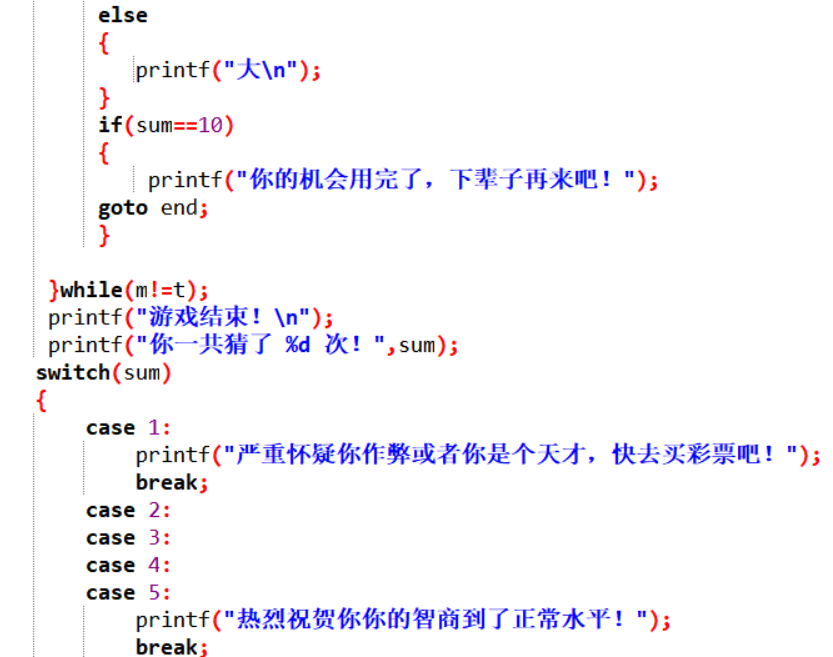 else
{
printf("大\n");
}
if(sum==10)
{
printf("你的机会用完了，下辈子再来吧！");
goto end;
}
}while(m!=t);
printf("游戏结束！\n");
printf("你一共猜了 %d 次！",sum);
switch(sum)
{
case 1:
printf("严重怀疑你作弊或者你是个天才，快去买彩票吧！");
break;
case 2:
case 3:
case 4:
case 5:
printf("热烈祝贺你你的智商到了正常水平！");
break;